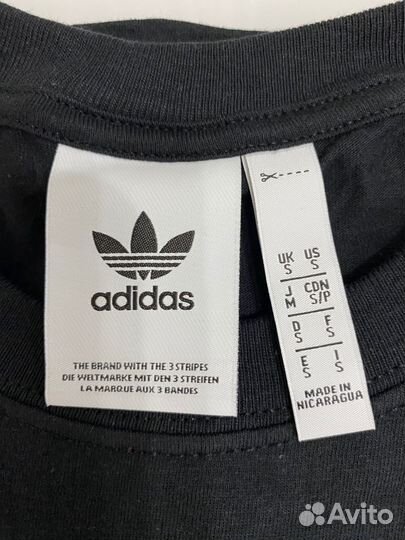 adidas
THE BRAND WITH THE 3 STRIPES
DIE WELTMARKE MIT DEN 3 STREIFEN
LA MARQUE AUX 3 BANDES
UK US
S S
J CDN
M S/P
D F
S S
ES I
S S
MADE IN
NICARAGUA
Avito